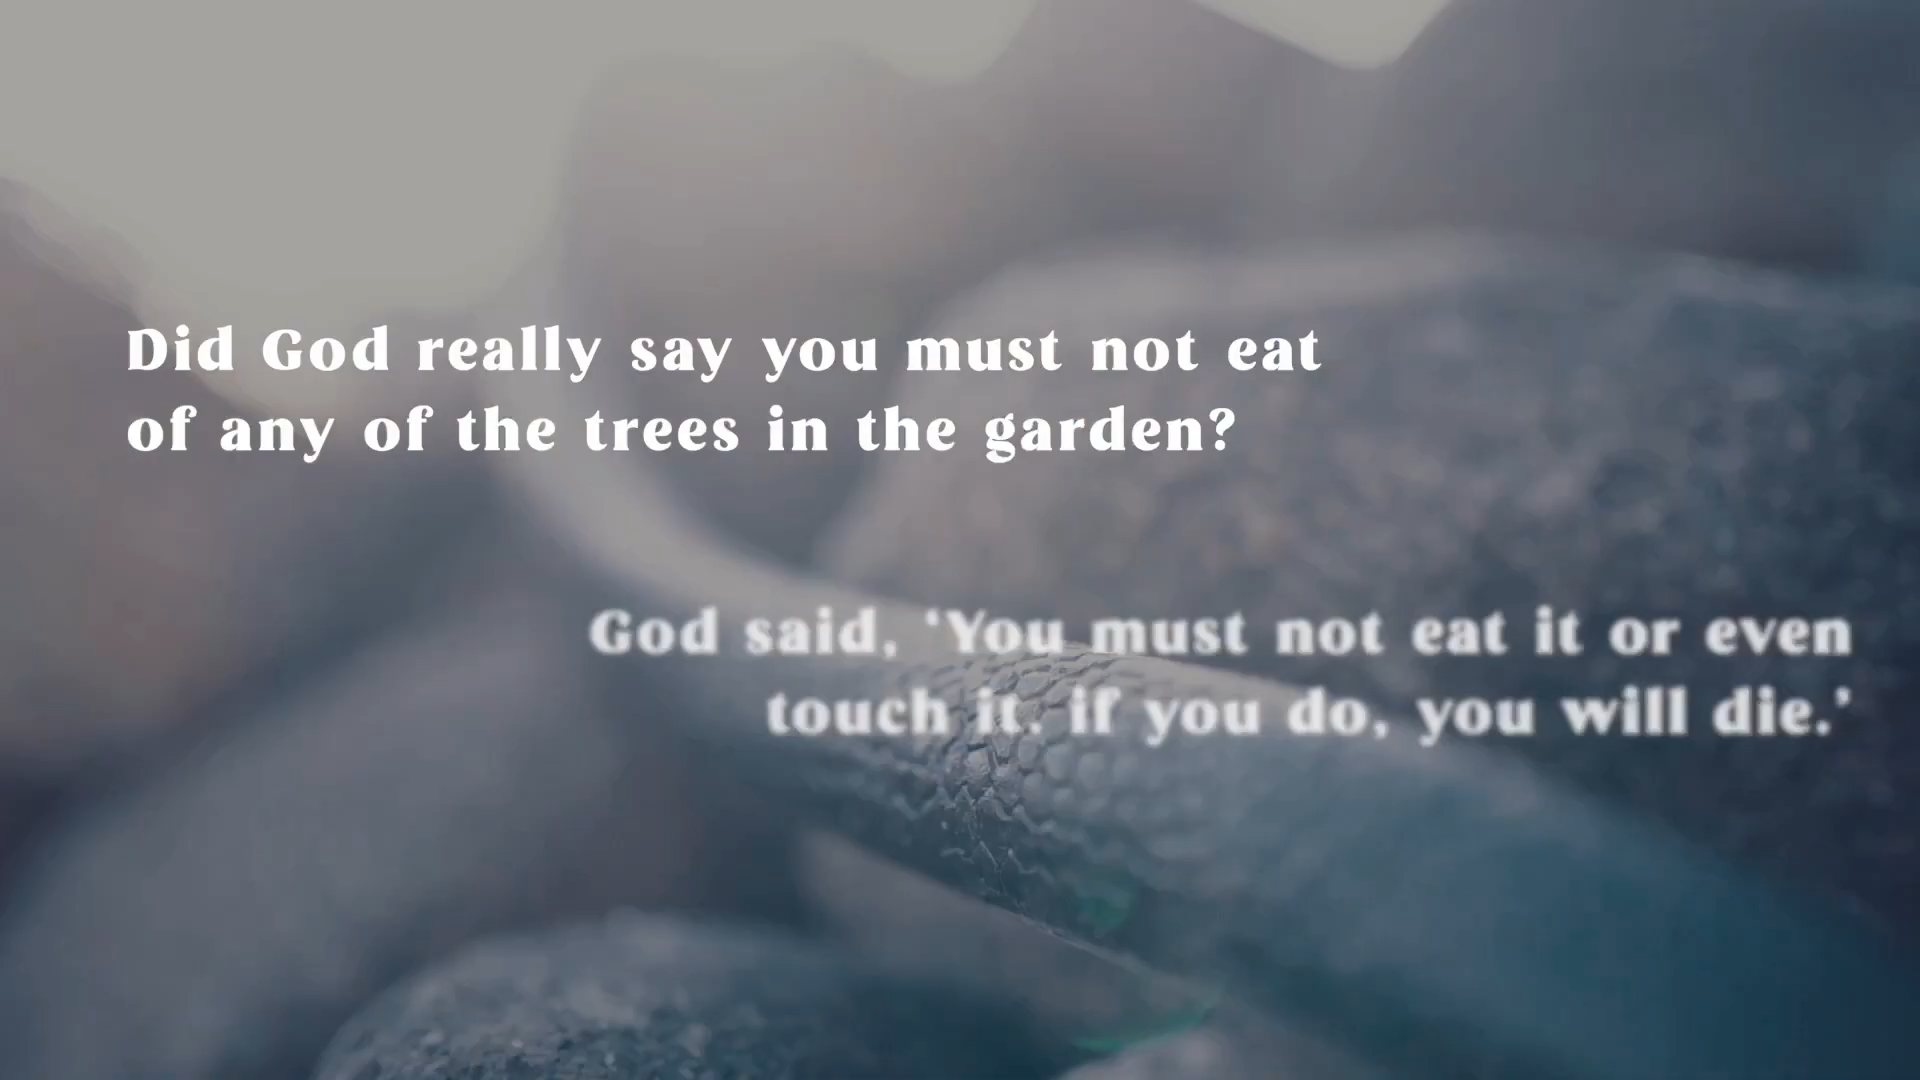 Did God really say you must not eat
of any of the trees in the garden?
God said, ‘You must not eat it or even
touch it. if you do, you will die.’